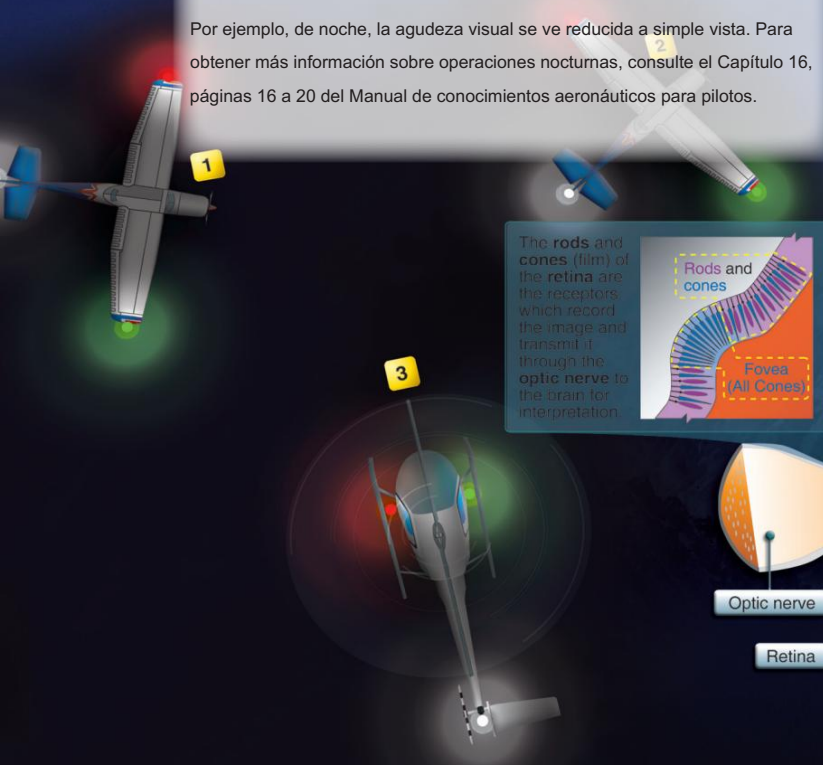 Por ejemplo, de noche, la agudeza visual se ve reducida a simple vista. Para
obtener más información sobre operaciones nocturnas, consulte el Capítulo 16,
páginas 16 a 20 del Manual de conocimientos aeronáuticos para pilotos.
2
1
The rods and
cones (film) of
the retina are
the receptors
which record
the image and
transmit it
through the
optic nerve to
the brain for
interpretation.
Rods and
cones
Fovea
(All Cones)
3
Optic nerve
Retina